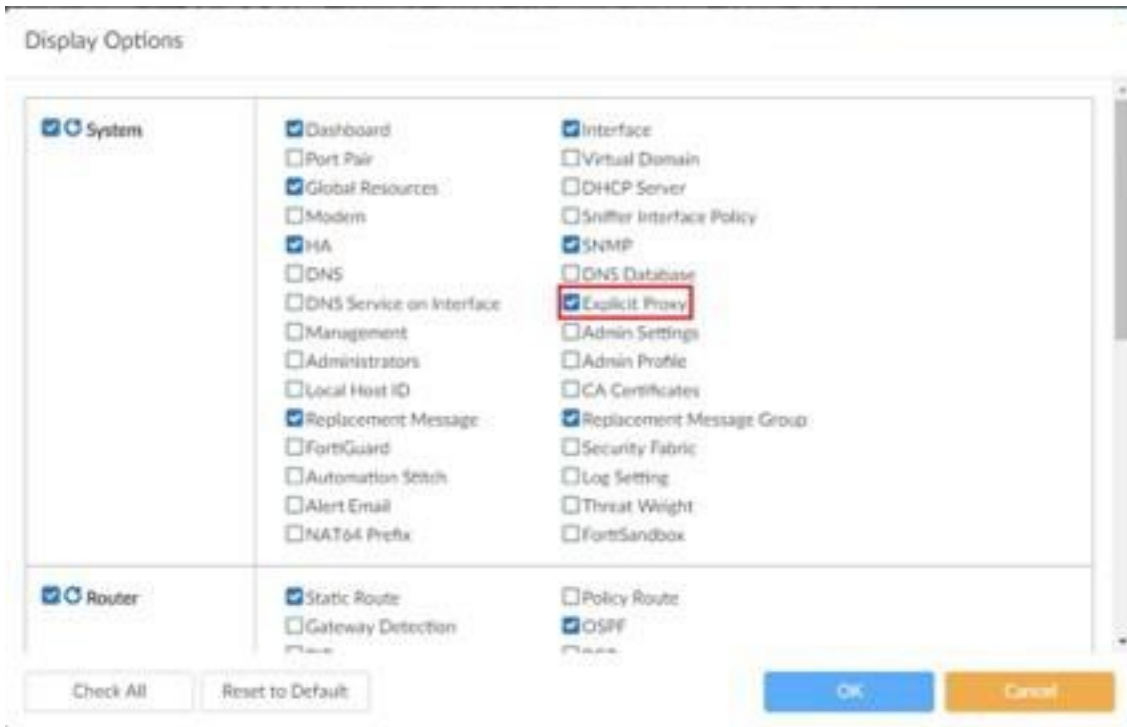 Display Options
System
Dashboard
Interface
Port Pair
Virtual Domain
Global Resources
DHCP Server
Modem
Sniffer Interface Policy
HA
SNMP
DNS
DNS Database
DNS Service on Interface
Explicit Proxy
Management
Admin Settings
Administrators
Admin Profile
Local Host ID
CA Certificates
Replacement Message
Replacement Message Group
FortiGuard
Security Fabric
Automation Stitch
Log Setting
Alert Email
Threat Weight
NAT64 Prefix
FortiSandbox
Router
Static Route
Policy Route
Gateway Detection
OSPF
Check All
Reset to Default
OK
Cancel